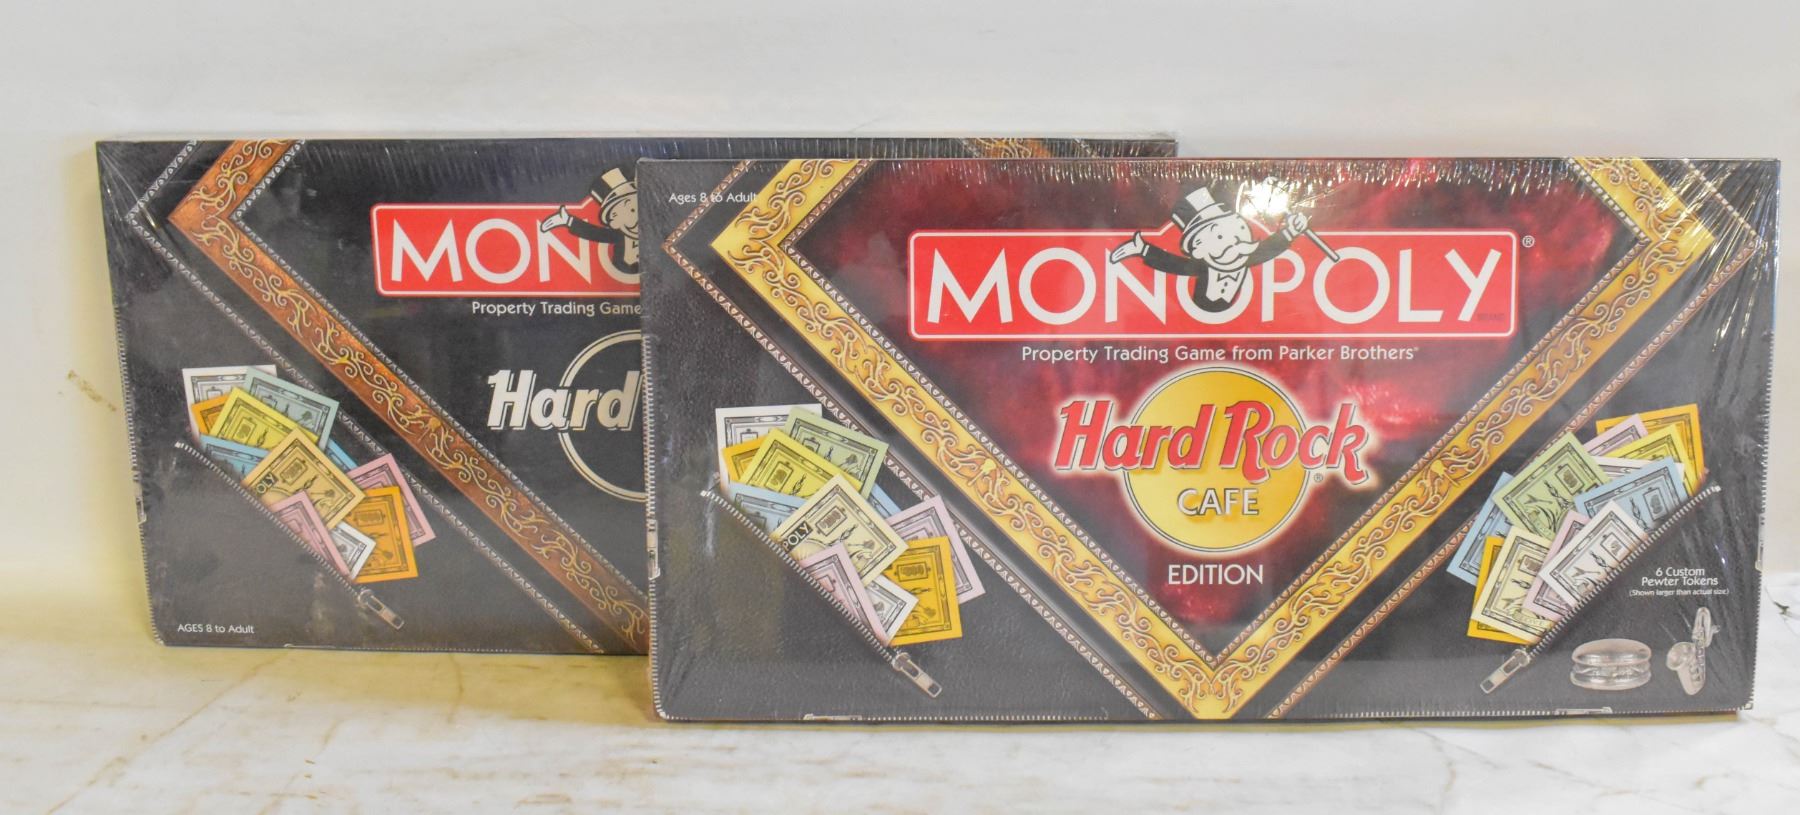 MONO
Property Trading Game
Hard
AGES 8 to Adult
Ages 8 to Adult
MONOPOLY®
BRAND
Property Trading Game from Parker Brothers®
Hard Rock®
CAFE
EDITION
6 Custom
Pewter Tokens
(Shown larger than actual size)